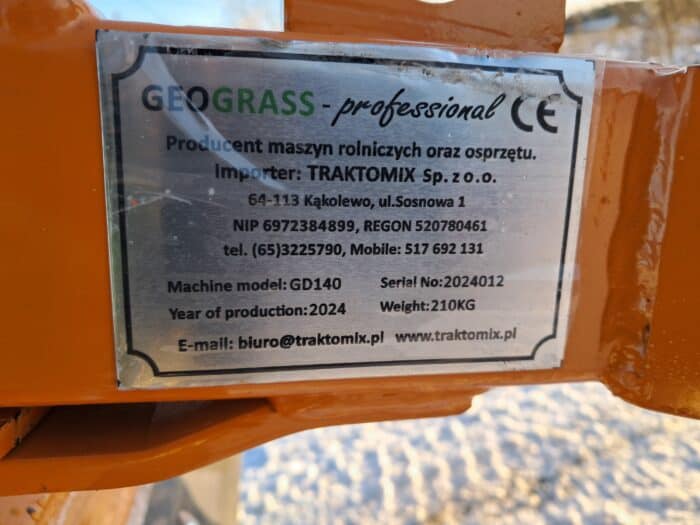 GEOGRASS - professional CE
Producent maszyn rolniczych oraz osprzętu.
Importer: TRAKTOMIX Sp. z o.o.
64-113 Kąkolewo, ul.Sosnowa 1
NIP 6972384899, REGON 520780461
tel. (65)3225790, Mobile: 517 692 131
Machine model:GD140 Serial No:2024012
Year of production:2024 Weight:210KG
E-mail: biuro@traktomix.pl www.traktomix.pl